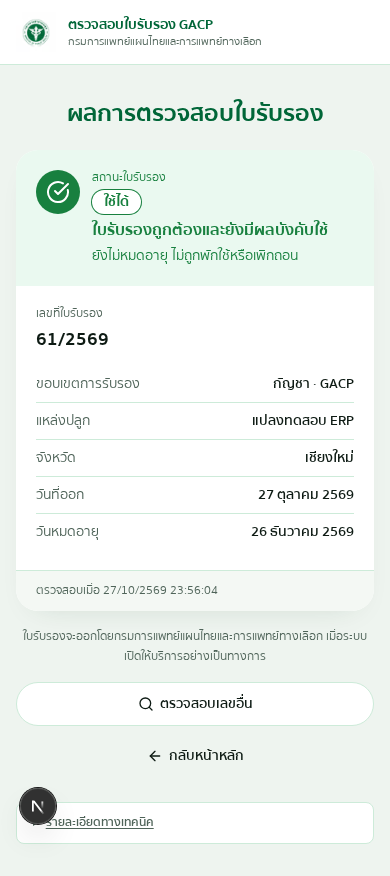 ตรวจสอบใบรับรอง GACP
กรมการแพทย์แผนไทยและการแพทย์ทางเลือก
ผลการตรวจสอบใบรับรอง
สถานะใบรับรอง
ใช้ได้
ใบรับรองถูกต้องและยังมีผลบังคับใช้
ยังไม่หมดอายุ ไม่ถูกพักใช้หรือเพิกถอน
เลขที่ใบรับรอง
61/2569
ขอบเขตการรับรอง กัญชา · GACP
แหล่งปลูก แปลงทดสอบ ERP
จังหวัด เชียงใหม่
วันที่ออก 27 ตุลาคม 2569
วันหมดอายุ 26 ธันวาคม 2569
ตรวจสอบเมื่อ 27/10/2569 23:56:04
ใบรับรองจะออกโดยกรมการแพทย์แผนไทยและการแพทย์ทางเลือก เมื่อระบบ
เปิดให้บริการอย่างเป็นทางการ
ตรวจสอบเลขอื่น
กลับหน้าหลัก
N
รายละเอียดทางเทคนิค